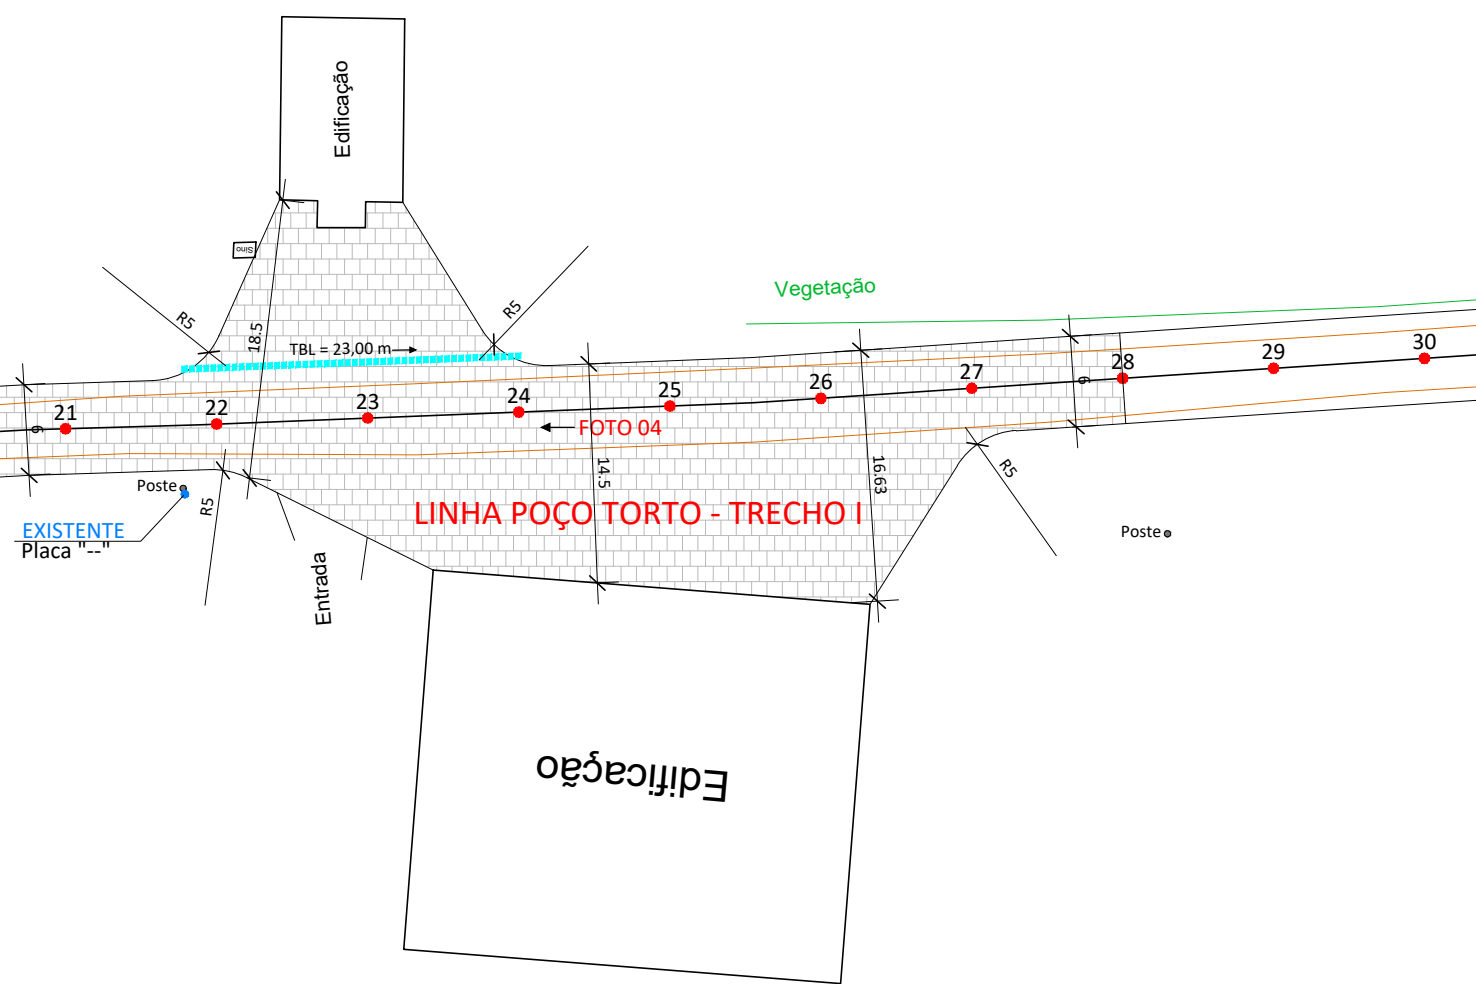 Edificação
Sino
R5
R5
18.5
TBL = 23,00 m
Vegetação
21
22
23
24
25
26
27
28
29
30
6
6
FOTO 04
14.5
16.63
LINHA POÇO TORTO - TRECHO I
Poste
EXISTENTE
Placa "--"
R5
Entrada
R5
Poste
Edificação